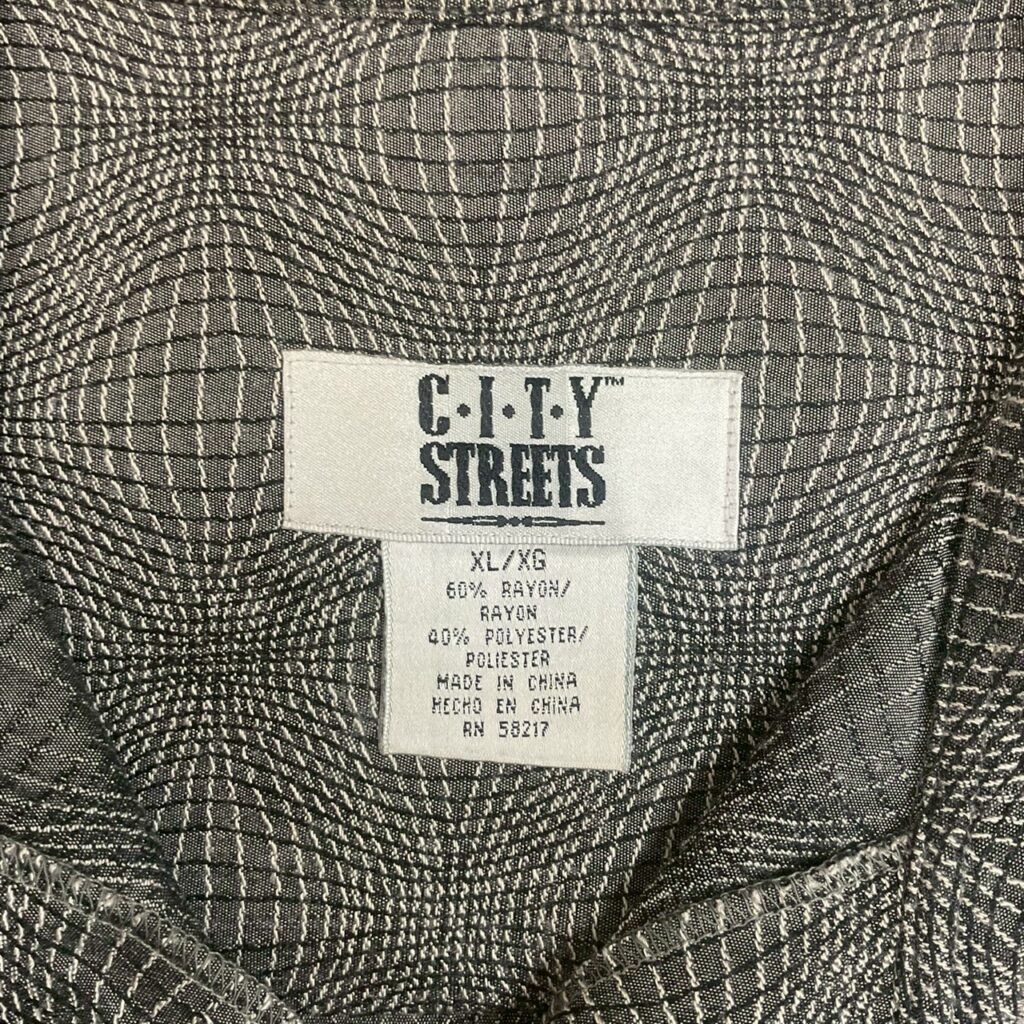 C·I·T·Y™
STREETS
XL/XG
60% RAYON/
RAYON
40% POLYESTER/
POLIESTER
MADE IN CHINA
HECHO EN CHINA
RN 58217